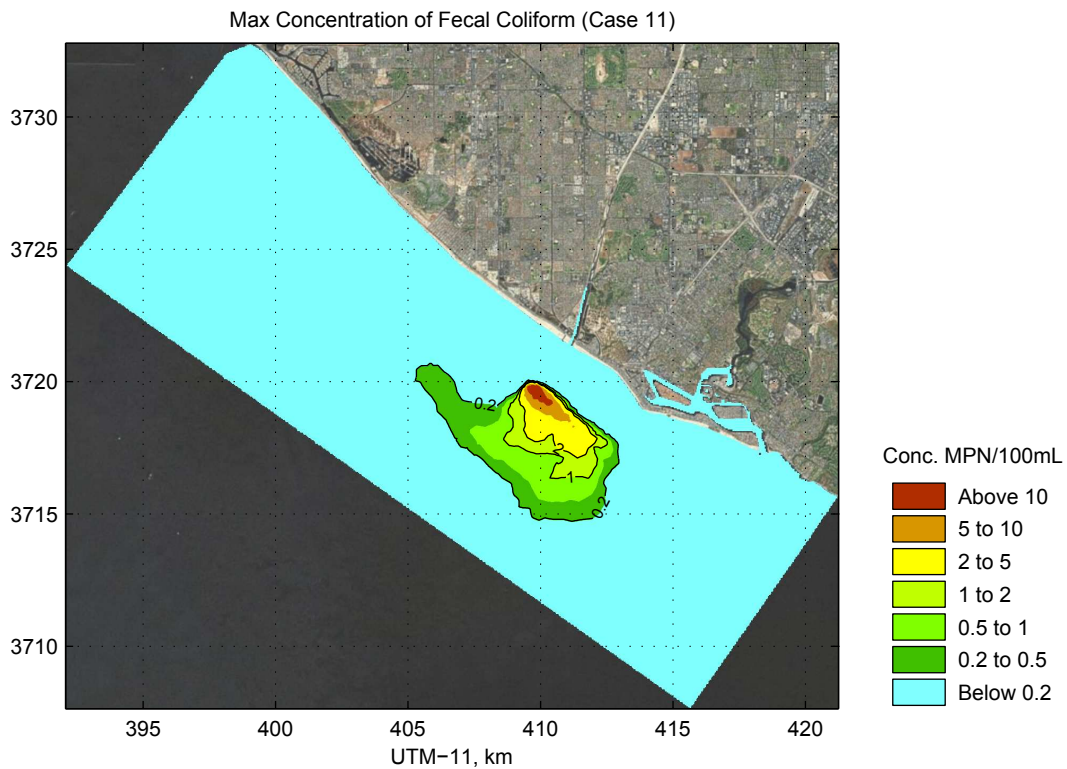 Max Concentration of Fecal Coliform (Case 11)
3730
3725
3720
3715
3710
0.2
2
1
0.2
395
400
405
410
415
420
UTM−11, km
Conc. MPN/100mL
Above 10
5 to 10
2 to 5
1 to 2
0.5 to 1
0.2 to 0.5
Below 0.2